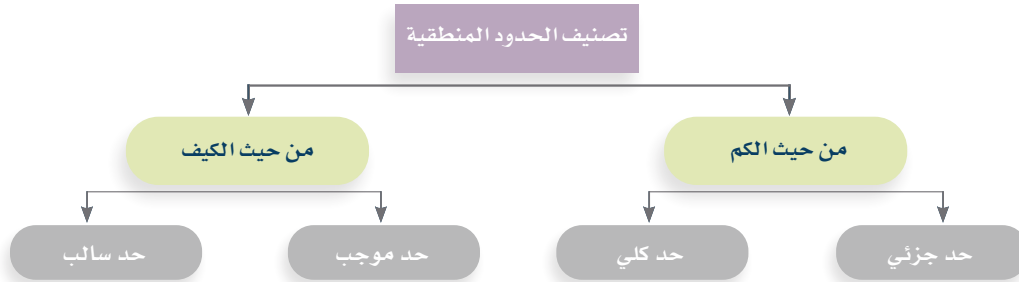 تصنيف الحدود المنطقية
من حيث الكم
من حيث الكيف
حد جزئي
حد كلي
حد موجب
حد سالب